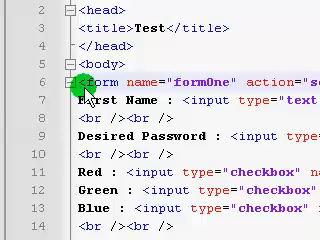 2 <head>
3 <title>Test</title>
4 </head>
5 <body>
6 <form name="formOne" action="s
7 First Name : <input type="text
8 <br /><br />
9 Desired Password : <input type
10 <br /><br />
11 Red : <input type="checkbox" na
12 Green : <input type="checkbox"
13 Blue : <input type="checkbox" n
14 <br /><br />